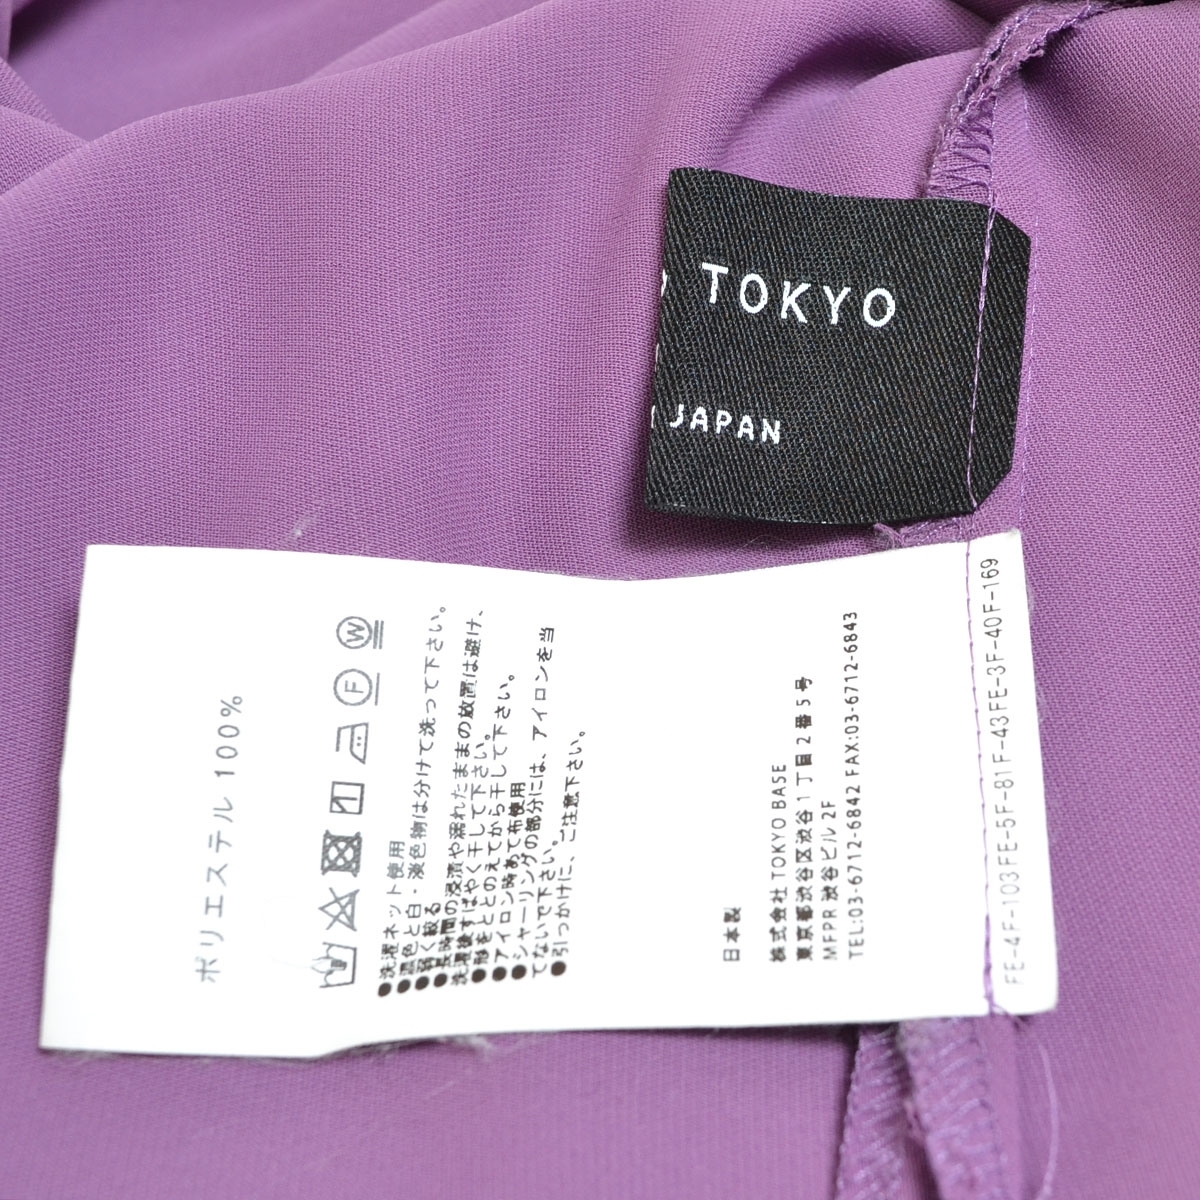 TOKYO
JAPAN
ポリエステル 100%
W
F
●洗濯ネット使用
●濃色と白・淡色物は分けて洗って下さい。
●弱く絞る
●長時間の浸漬や濡れたままの放置は避け、
洗濯後すばやく干して下さい。
●形をととのえてから干して下さい。
●アイロン時あて布使用
●シャーリングの部分には、アイロンを当
てないで下さい。
●引っかけに、ご注意下さい。
日本製
株式会社 TOKYO BASE
東京都渋谷区渋谷1丁目2番5号
MFPR 渋谷ビル 2F
TEL:03-6712-6842 FAX:03-6712-6843
FE-4F-103FE-5F-81F-43FE-3F-40F-169